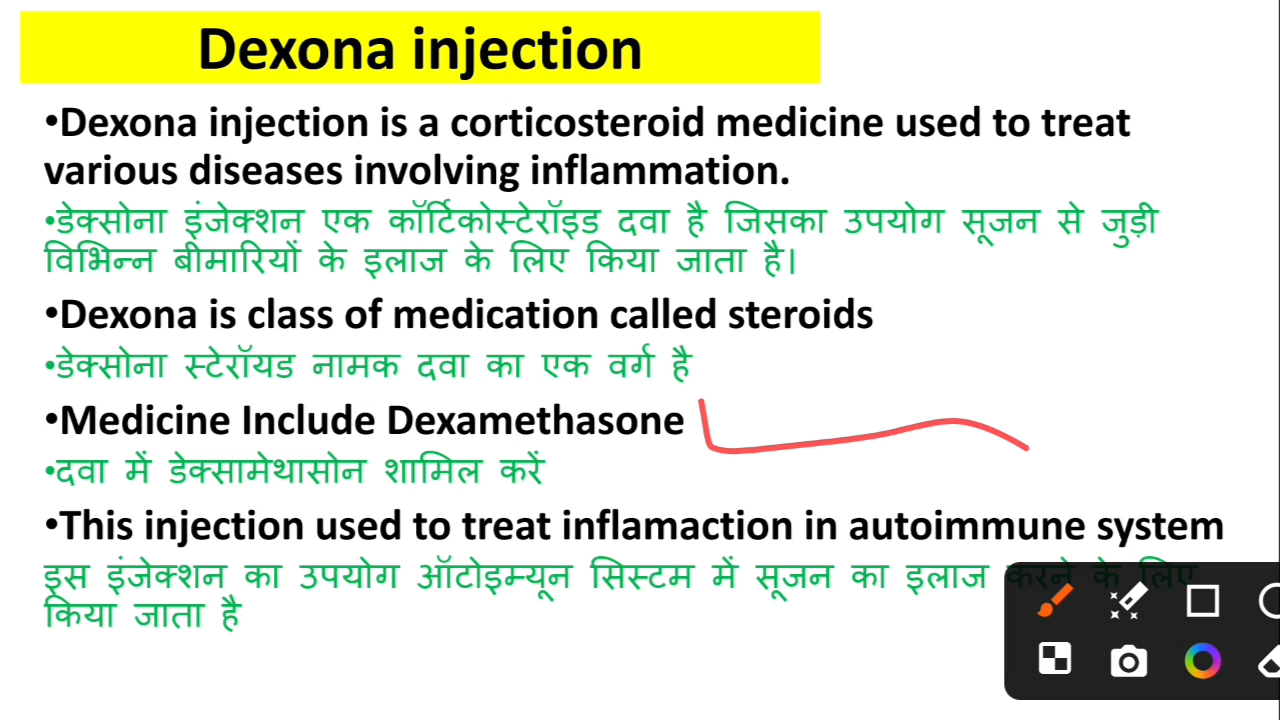 Dexona injection
•Dexona injection is a corticosteroid medicine used to treat
various diseases involving inflammation.
•डेक्सोना इंजेक्शन एक कॉर्टिकोस्टेरॉइड दवा है जिसका उपयोग सूजन से जुड़ी
विभिन्न बीमारियों के इलाज के लिए किया जाता है।
•Dexona is class of medication called steroids
•डेक्सोना स्टेरॉयड नामक दवा का एक वर्ग है
•Medicine Include Dexamethasone
•दवा में डेक्सामेथासोन शामिल करें
•This injection used to treat inflamaction in autoimmune system
इस इंजेक्शन का उपयोग ऑटोइम्यून सिस्टम में सूजन का इलाज करने के लिए
किया जाता है